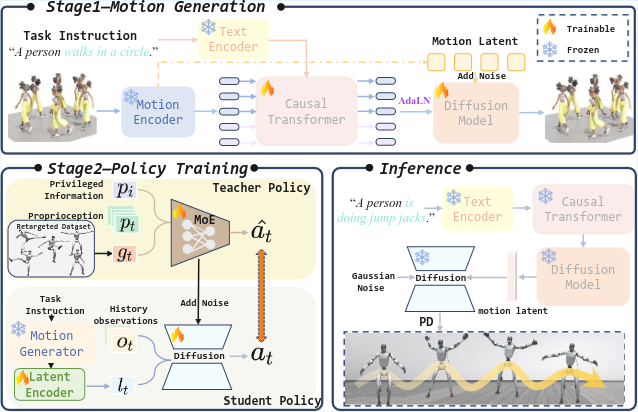 Stage1—Motion Generation
Task Instruction
“A person walks in a circle.”
Text
Encoder
Motion Latent
Trainable
Frozen
Add Noise
Motion
Encoder
Causal
Transformer
AdaLN
Diffusion
Model
Stage2—Policy Training
Teacher Policy
Privileged
Information
p_i
Proprioception
p_t
Retargeted Dataset
g_t
MoE
â_t
Add Noise
Task
Instruction
History
observations
Motion
Generator
o_t
Diffusion
a_t
Latent
Encoder
l_t
Student Policy
Inference
“A person is
doing jump jacks.”
Text
Encoder
Causal
Transformer
Gaussian
Noise
Diffusion
Diffusion
Model
motion latent
PD